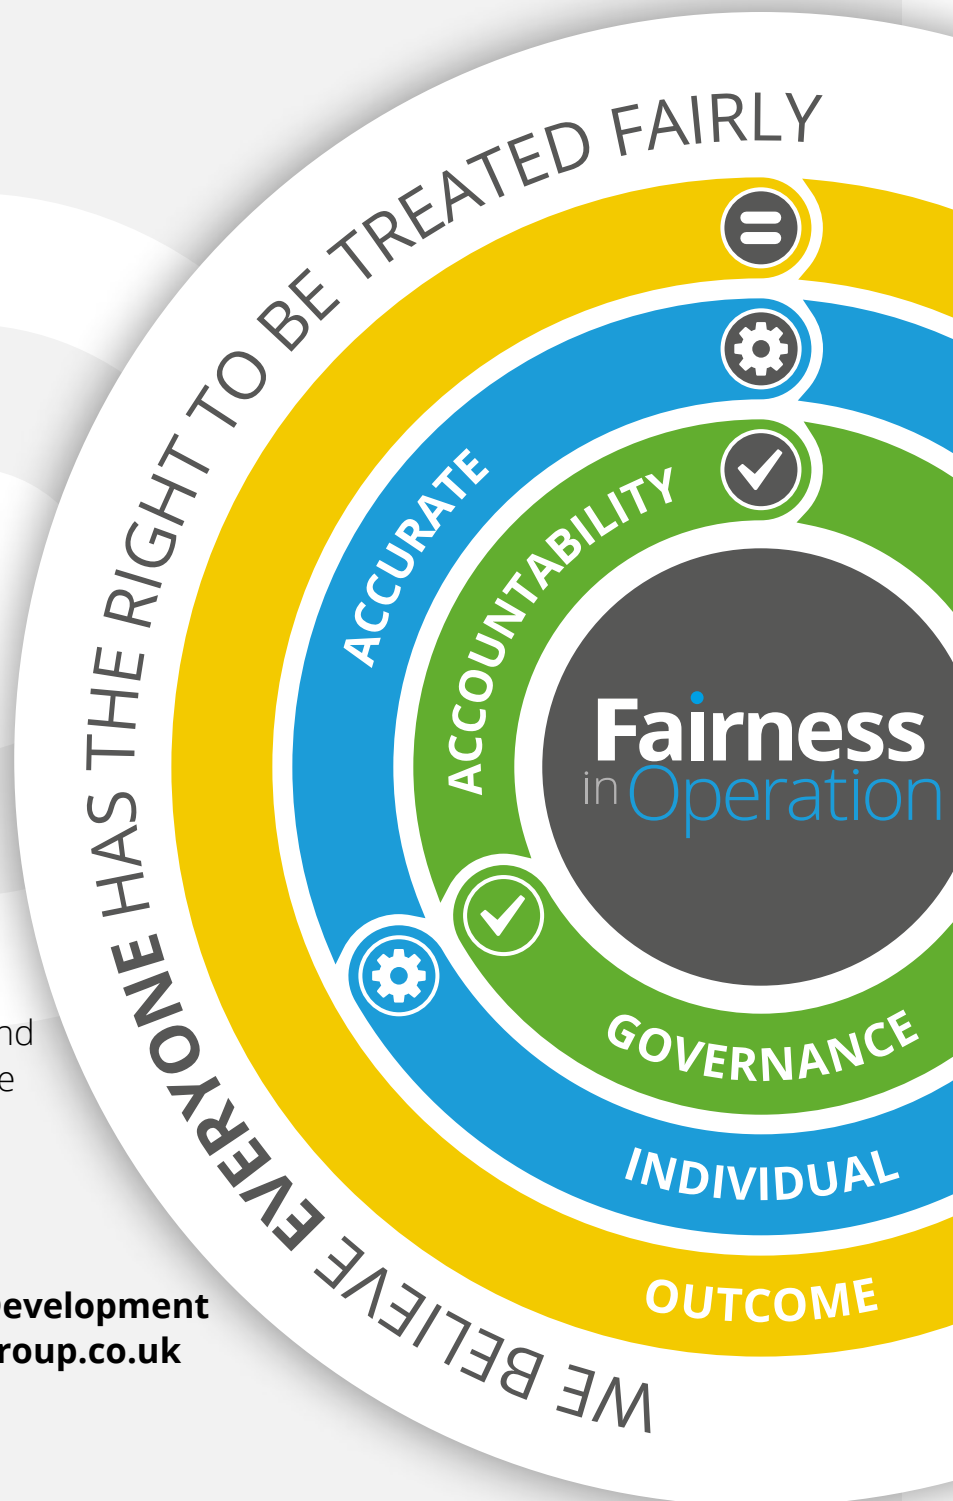 WE BELIEVE EVERYONE HAS THE RIGHT TO BE TREATED FAIRLY
ACCURATE
ACCOUNTABILITY
Fairness
in Operation
GOVERNANCE
INDIVIDUAL
OUTCOME
nd
e
evelopment
roup.co.uk